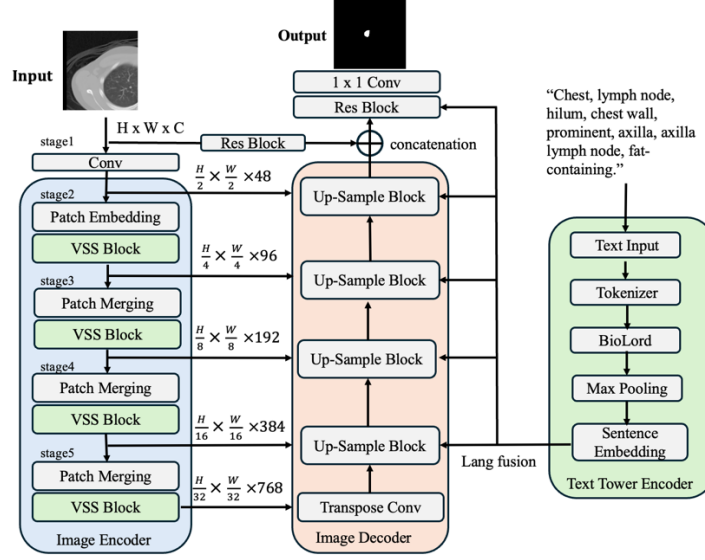 Output
Input
1 x 1 Conv
Res Block
H x W x C
Res Block
concatenation
stage1
Conv
"Chest, lymph node,
hilum, chest wall,
prominent, axilla, axilla
lymph node, fat-
containing."
stage2
Patch Embedding
VSS Block
H/2 × W/2 ×48
Up-Sample Block
stage3
Patch Merging
VSS Block
H/4 × W/4 ×96
Up-Sample Block
stage4
Patch Merging
VSS Block
H/8 × W/8 ×192
Up-Sample Block
stage5
Patch Merging
VSS Block
H/16 × W/16 ×384
Up-Sample Block
H/32 × W/32 ×768
Transpose Conv
Image Encoder
Image Decoder
Lang fusion
Text Input
Tokenizer
BioLord
Max Pooling
Sentence
Embedding
Text Tower Encoder